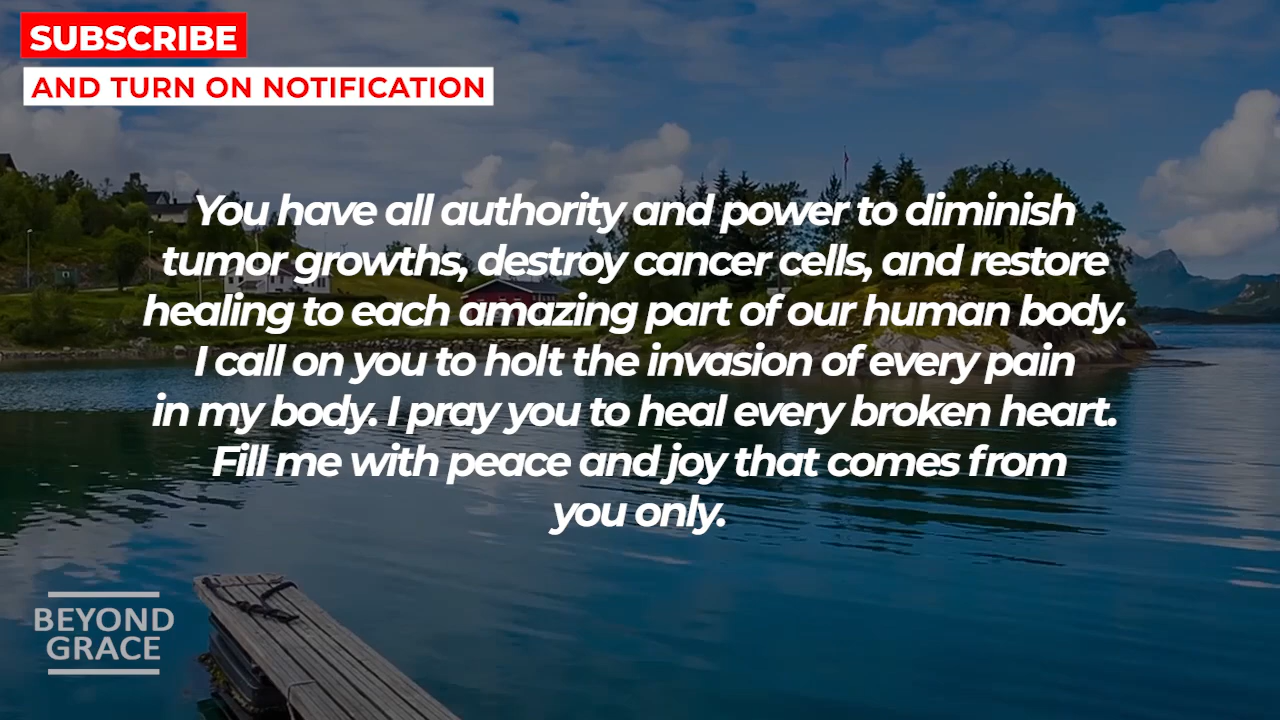 SUBSCRIBE
AND TURN ON NOTIFICATION
You have all authority and power to diminish
tumor growths, destroy cancer cells, and restore
healing to each amazing part of our human body.
I call on you to holt the invasion of every pain
in my body. I pray you to heal every broken heart.
Fill me with peace and joy that comes from
you only.
BEYOND
GRACE